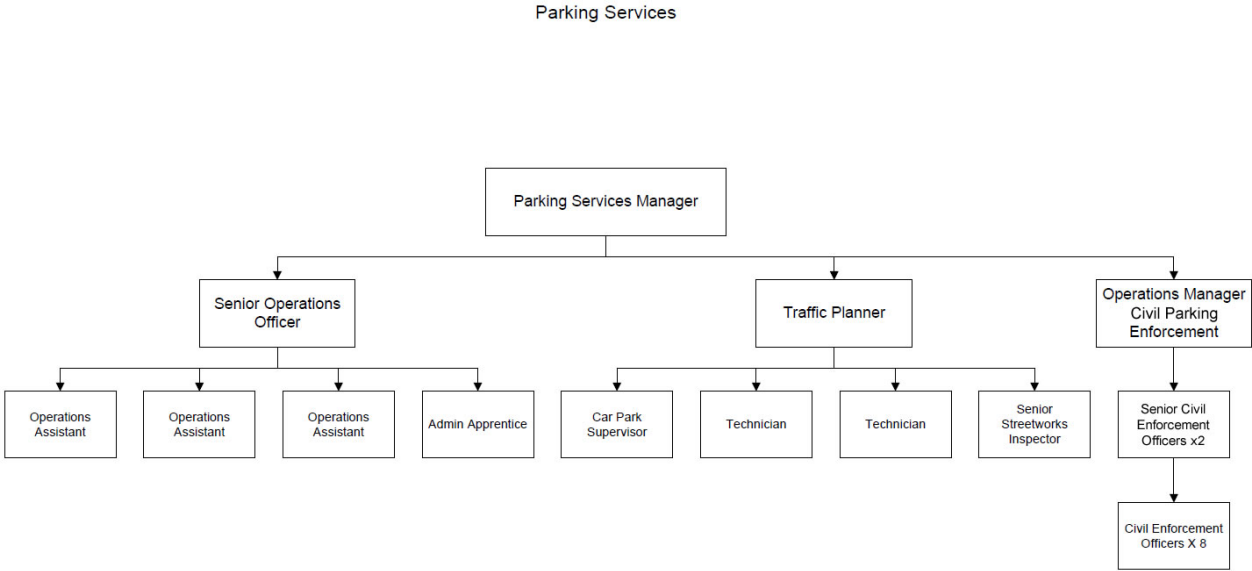 Parking Services
Parking Services Manager
Senior Operations
Officer
Traffic Planner
Operations Manager
Civil Parking
Enforcement
Operations
Assistant
Operations
Assistant
Operations
Assistant
Admin Apprentice
Car Park
Supervisor
Technician
Technician
Senior
Streetworks
Inspector
Senior Civil
Enforcement
Officers x2
Civil Enforcement
Officers X 8